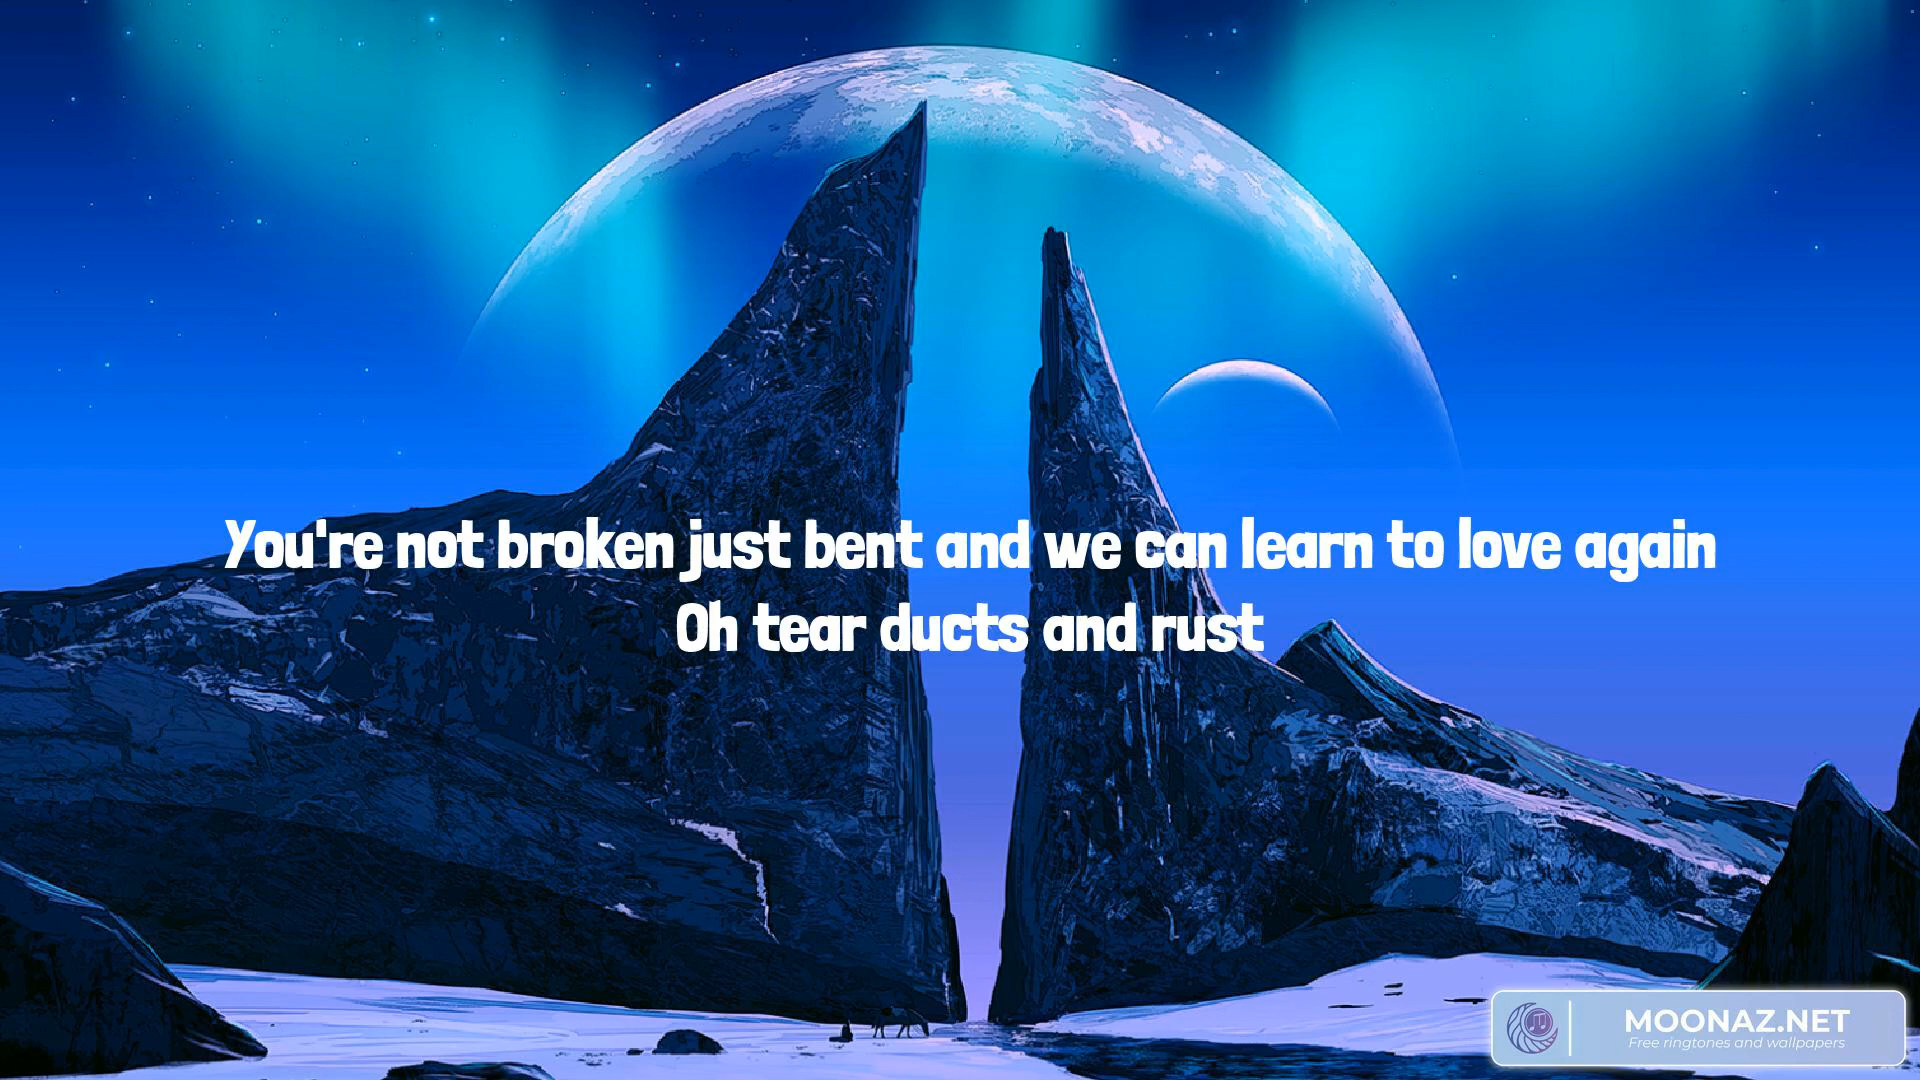 You're not broken just bent and we can learn to love again
Oh tear ducts and rust
MOONAZ.NET
Free ringtones and wallpapers